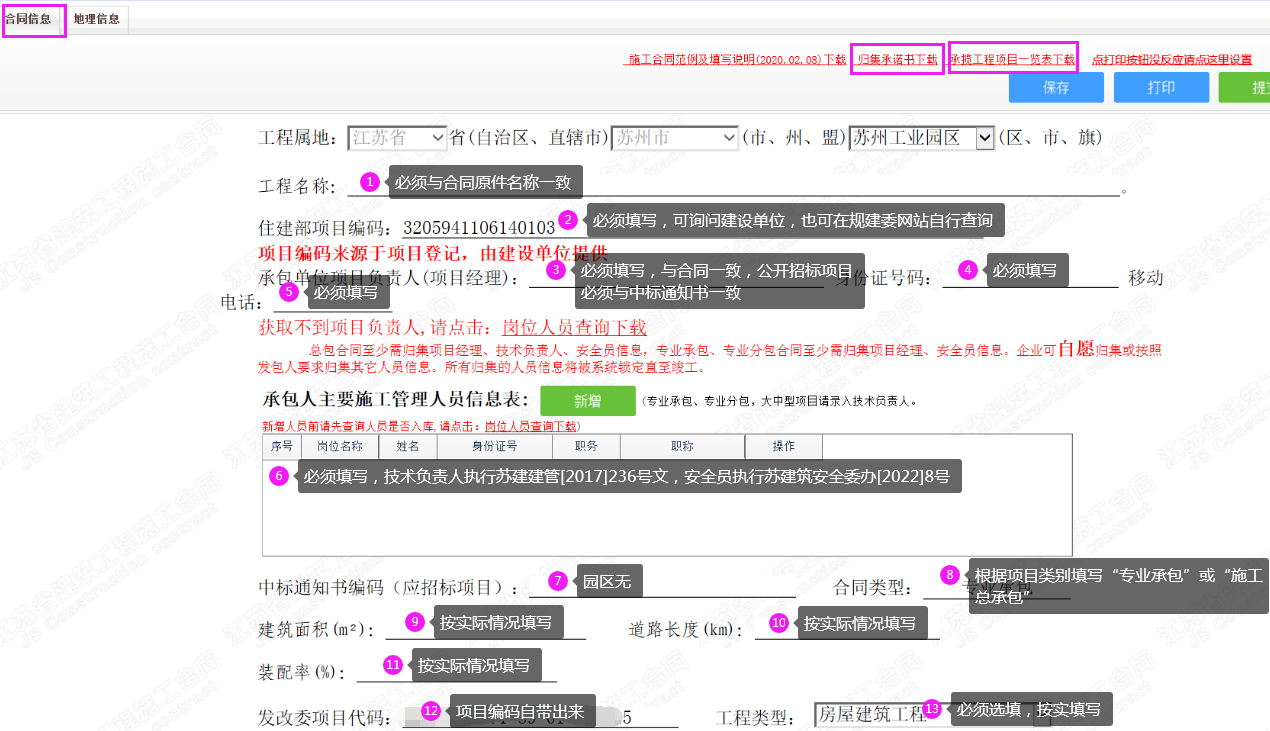 合同信息 地理信息
施工合同范例及填写说明(2020.02.08)下载 归集承诺书下载 承揽工程项目一览表下载 点打印按钮没反应请点这里设置
保存 打印
工程属地: 江苏省 省(自治区、直辖市) 苏州市 (市、州、盟) 苏州工业园区 (区、市、旗)
工程名称: 1 必须与合同原件名称一致 。
住建部项目编码: 3205941106140103 2 必须填写，可询问建设单位，也可在规建委网站自行查询
项目编码来源于项目登记，由建设单位提供
承包单位项目负责人(项目经理): 3 必须填写，与合同一致，公开招标项目必须与中标通知书一致 身份证号码: 4 必须填写 移动
电话: 5 必须填写
获取不到项目负责人,请点击: 岗位人员查询下载
总包合同至少需归集项目经理、技术负责人、安全员信息，专业承包、专业分包合同至少需归集项目经理、安全员信息。企业可自愿归集或按照
发包人要求归集其它人员信息。所有归集的人员信息将被系统锁定直至竣工。
承包人主要施工管理人员信息表: 新增 (专业承包、专业分包，大中型项目请录入技术负责人。
新增人员前请先查询人员是否入库,请点击: 岗位人员查询下载)
序号 岗位名称 姓名 身份证号 职务 职称 操作
6 必须填写，技术负责人执行苏建建管[2017]236号文，安全员执行苏建筑安全委办[2022]8号
中标通知书编码（应招标项目）: 7 园区无 合同类型: 专业承包 8 根据项目类别填写“专业承包”或“施工
总承包”
建筑面积(m²): 9 按实际情况填写 道路长度(km): 10 按实际情况填写
装配率(%): 11 按实际情况填写
发改委项目代码: 12 项目编码自带出来 5 工程类型: 房屋建筑工程 13 必须选填，按实填写